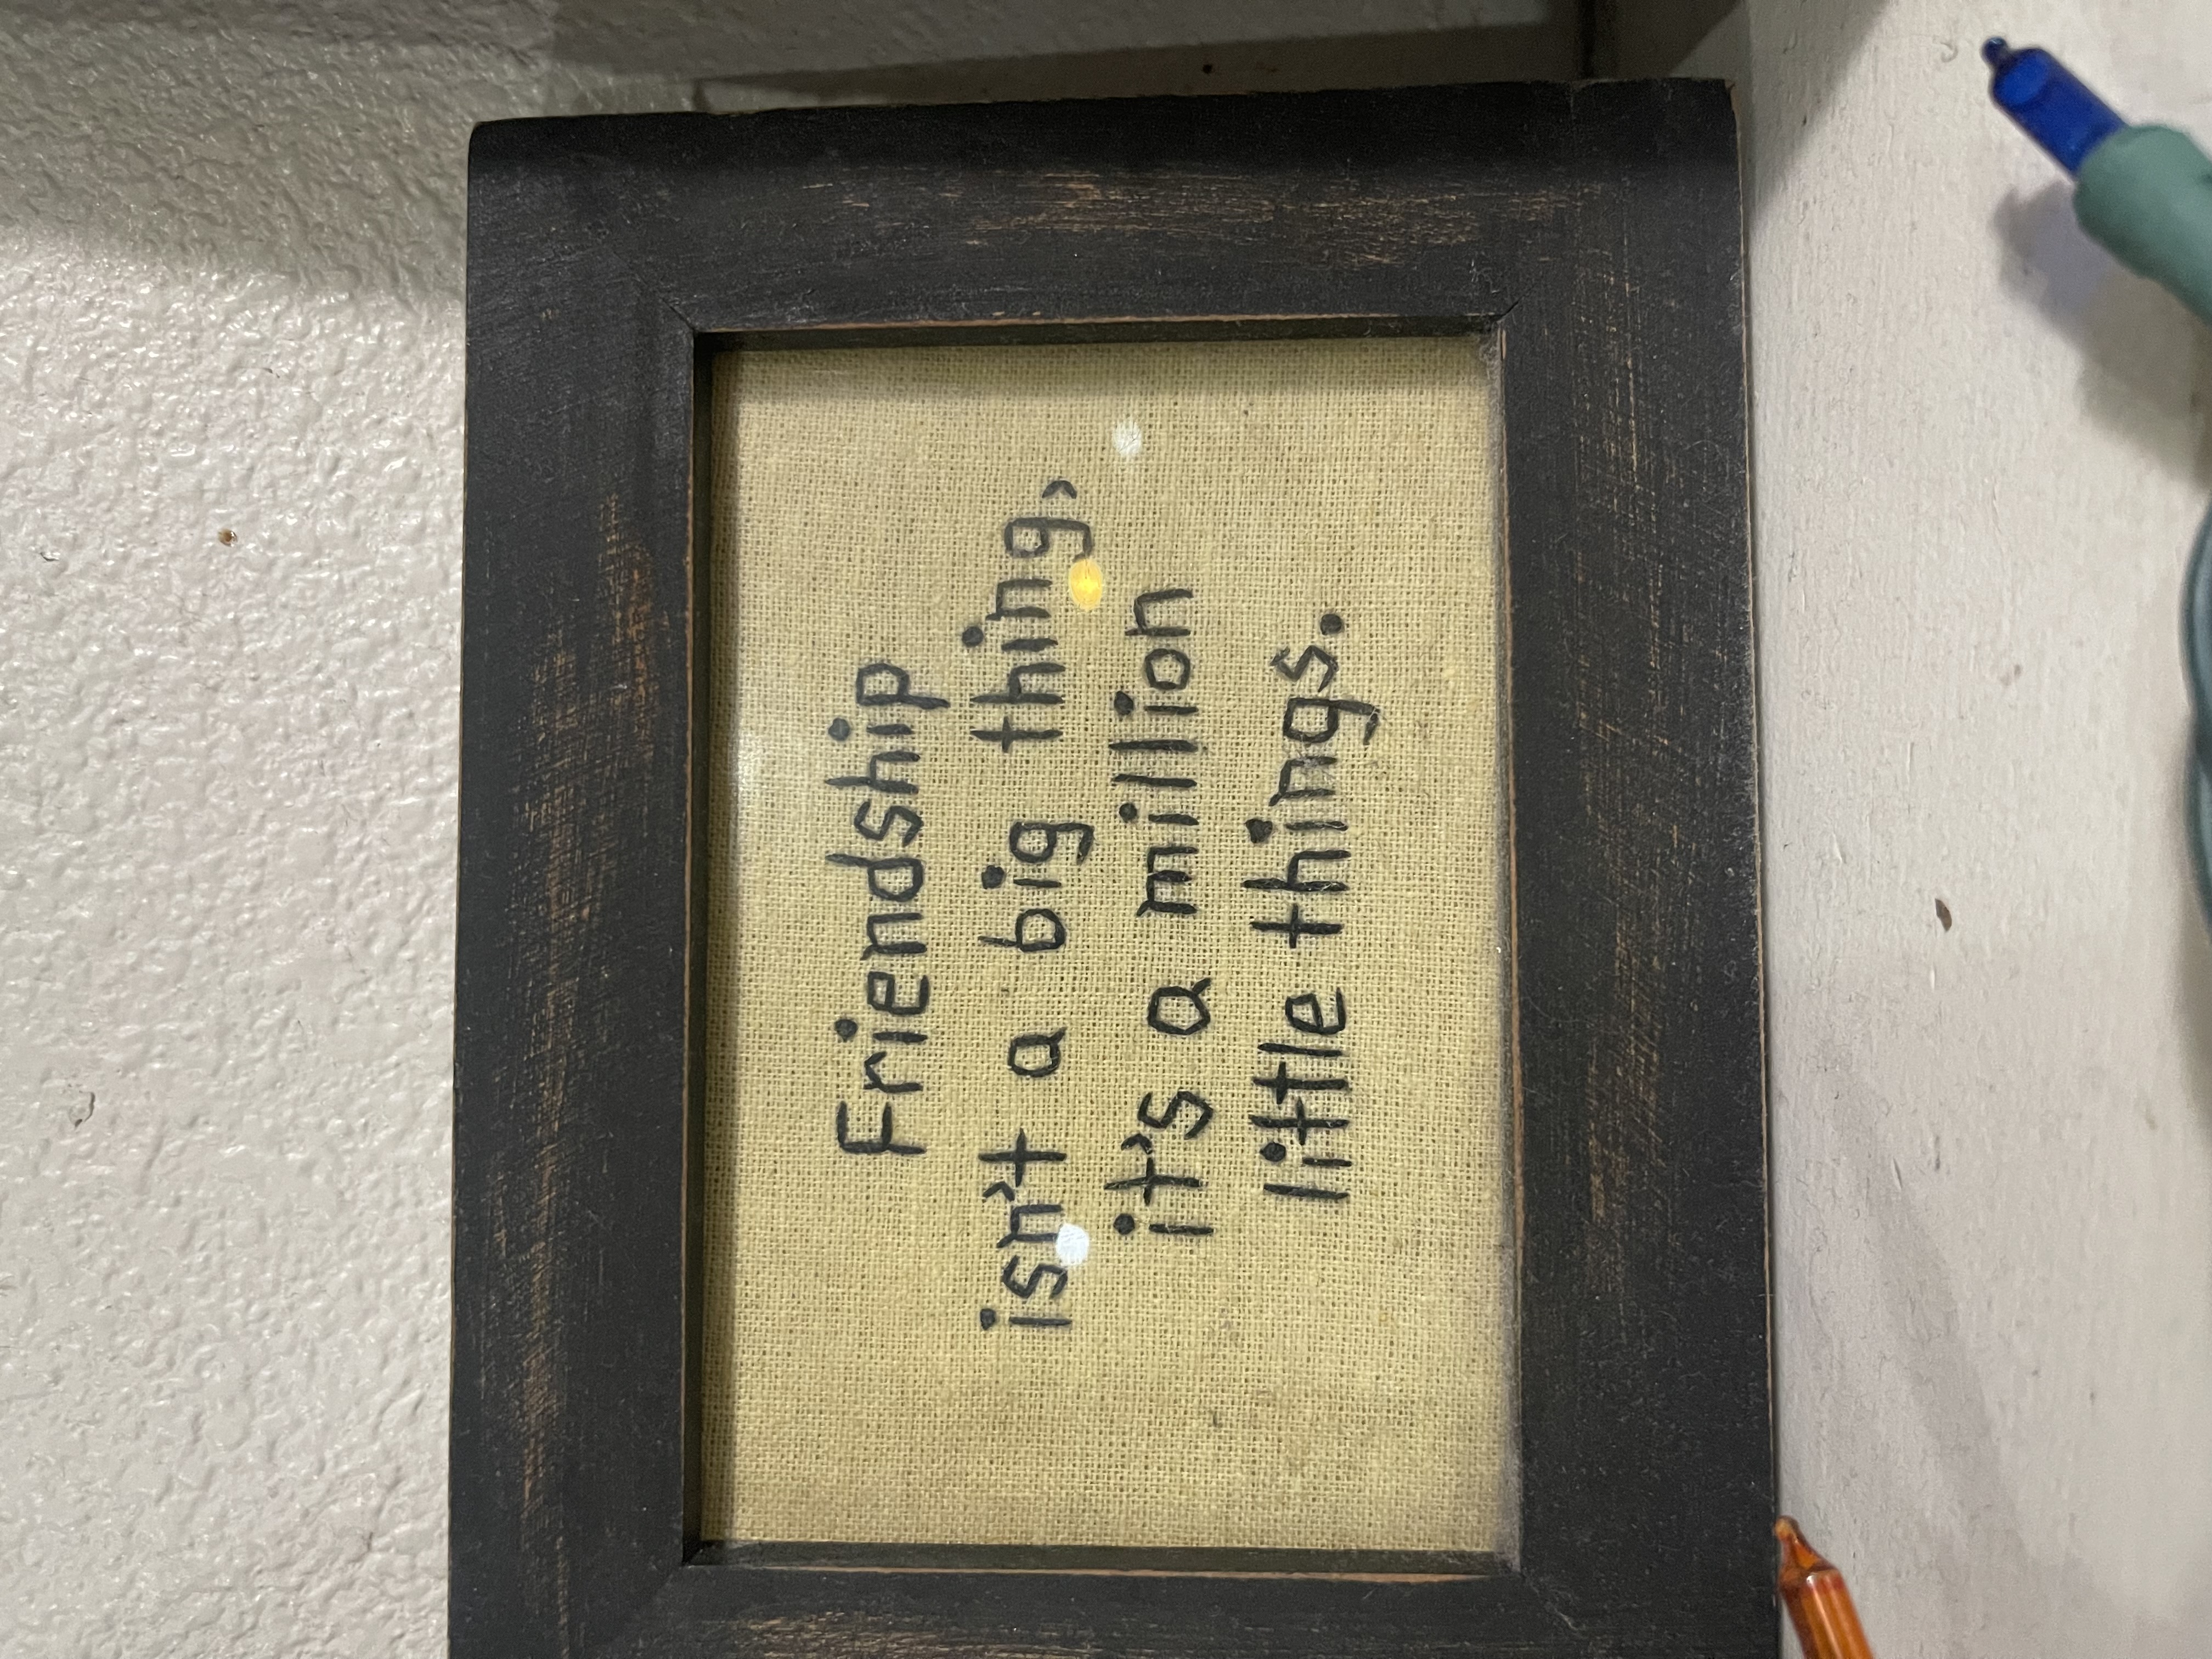 Friendship
isn't a big thing,
it's a million
little things.